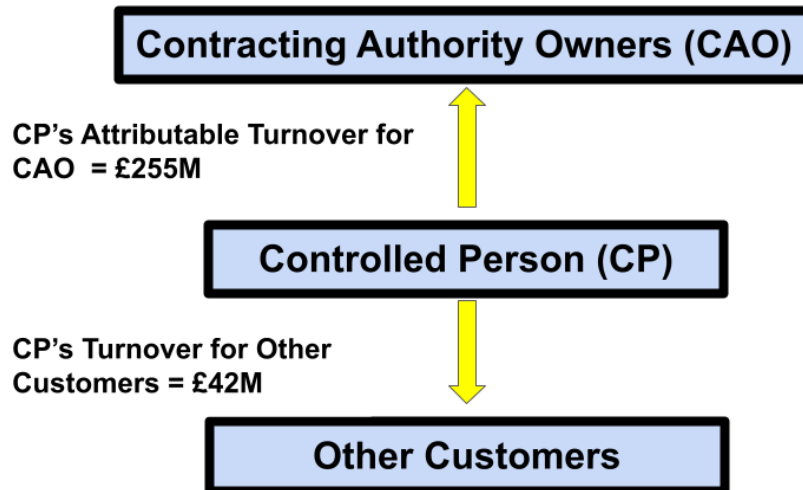 Contracting Authority Owners (CAO)
CP’s Attributable Turnover for
CAO = £255M
Controlled Person (CP)
CP’s Turnover for Other
Customers = £42M
Other Customers